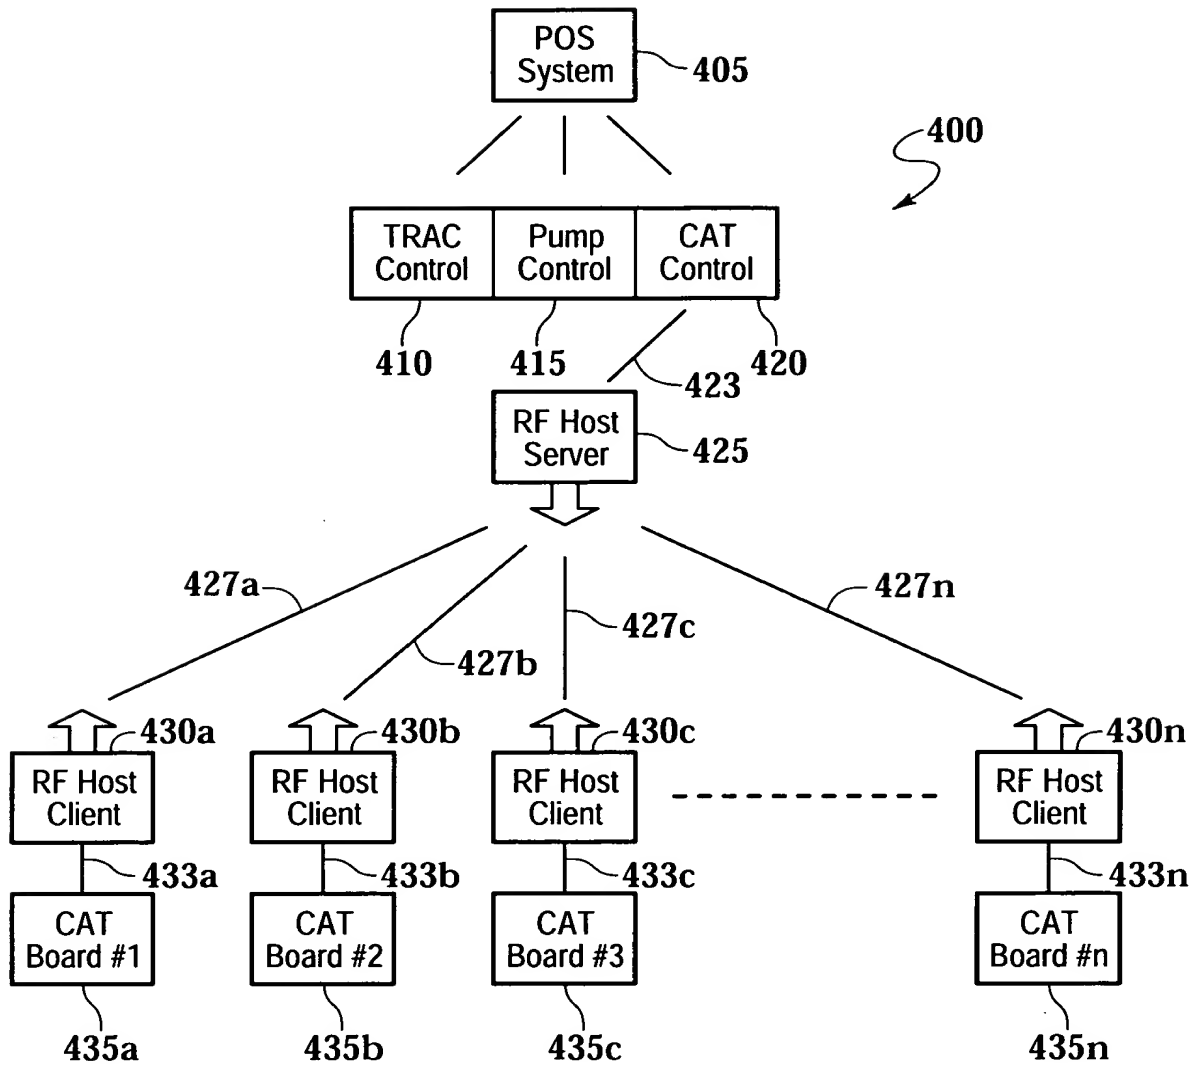 POS
System
405
400
TRAC
Control
Pump
Control
CAT
Control
410
415
420
423
RF Host
Server
425
427a
427b
427c
427n
430a
430b
430c
430n
RF Host
Client
RF Host
Client
RF Host
Client
RF Host
Client
433a
433b
433c
433n
CAT
Board #1
CAT
Board #2
CAT
Board #3
CAT
Board #n
435a
435b
435c
435n